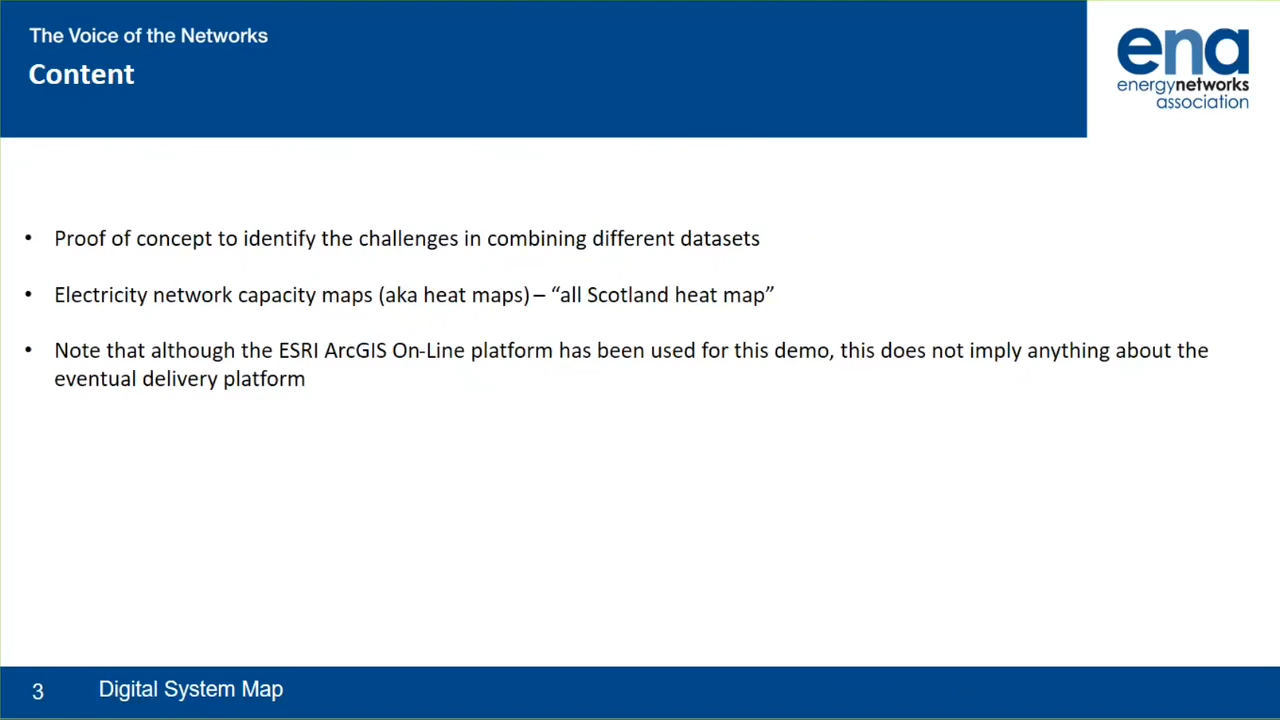 The Voice of the Networks
Content
ena
energynetworks
association
• Proof of concept to identify the challenges in combining different datasets
• Electricity network capacity maps (aka heat maps) – “all Scotland heat map”
• Note that although the ESRI ArcGIS On-Line platform has been used for this demo, this does not imply anything about the
eventual delivery platform
3 Digital System Map